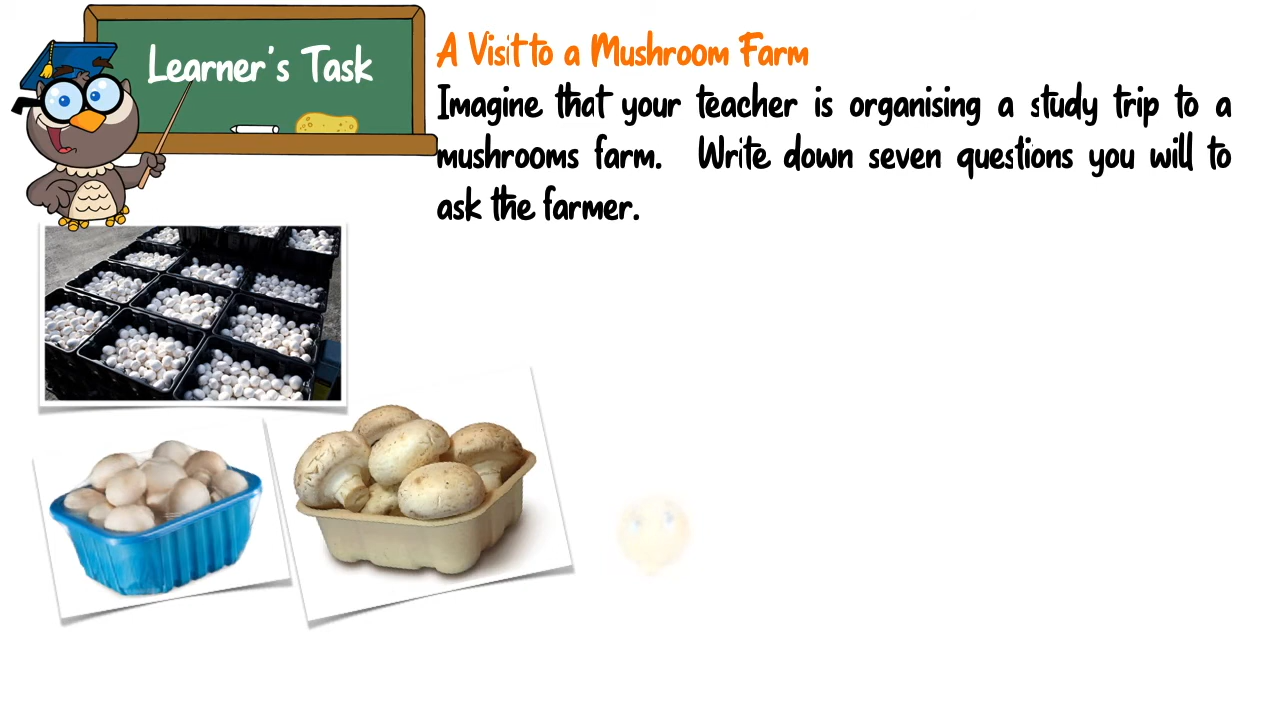 Learner's Task
A Visit to a Mushroom Farm
Imagine that your teacher is organising a study trip to a
mushrooms farm. Write down seven questions you will to
ask the farmer.